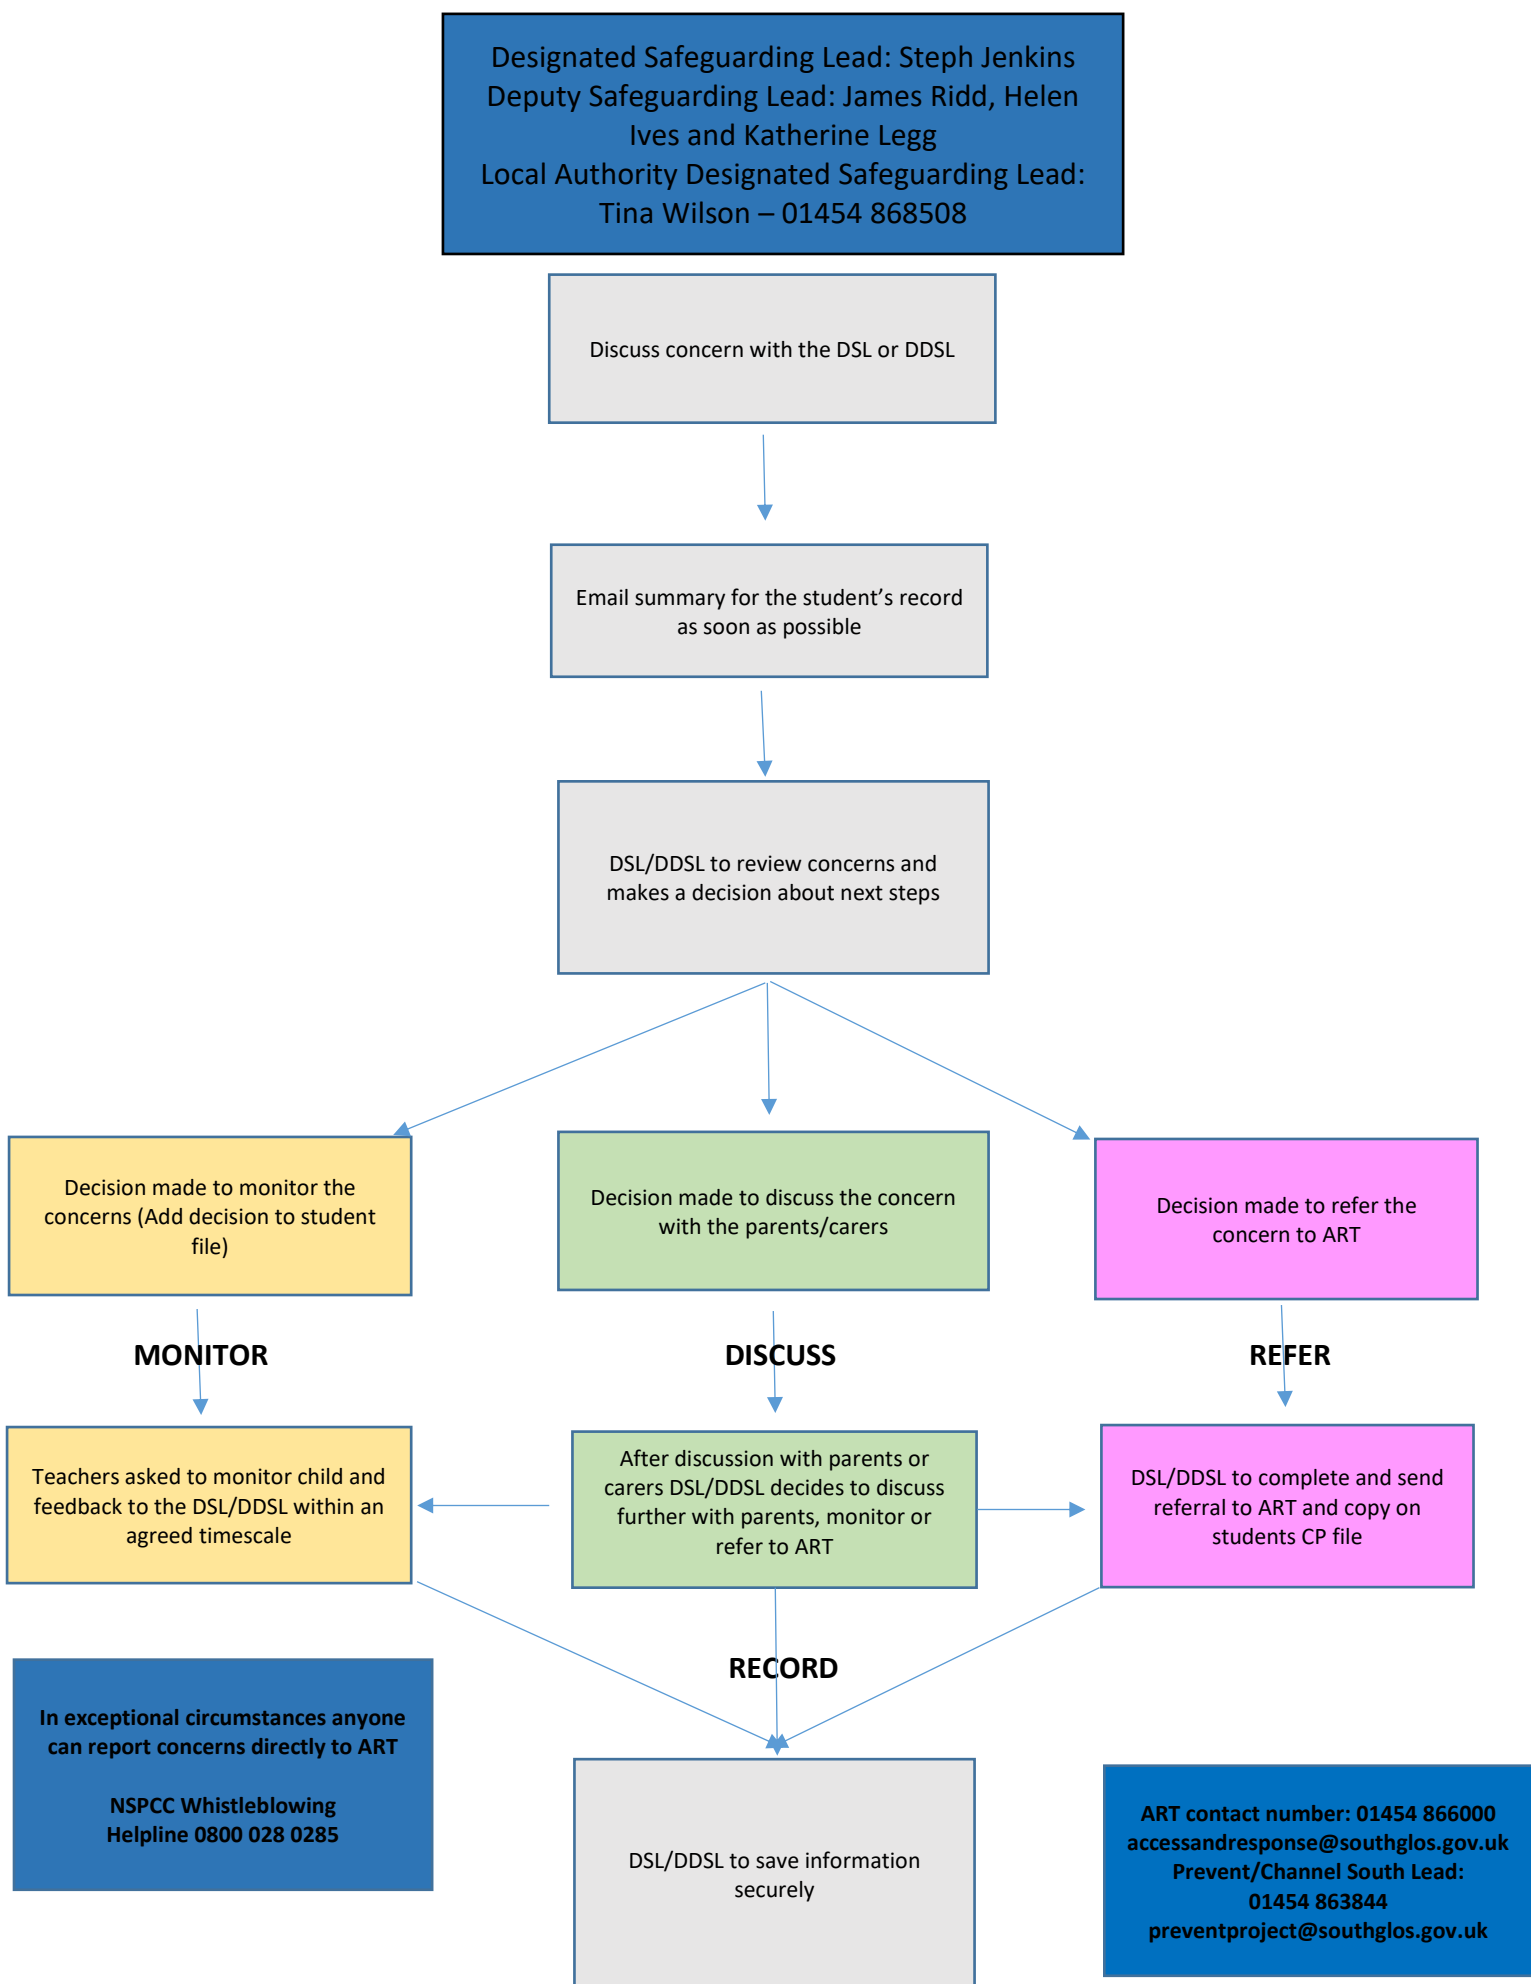 Designated Safeguarding Lead: Steph Jenkins
Deputy Safeguarding Lead: James Ridd, Helen
Ives and Katherine Legg
Local Authority Designated Safeguarding Lead:
Tina Wilson – 01454 868508
Discuss concern with the DSL or DDSL
Email summary for the student’s record
as soon as possible
DSL/DDSL to review concerns and
makes a decision about next steps
Decision made to monitor the
concerns (Add decision to student
file)
Decision made to discuss the concern
with the parents/carers
Decision made to refer the
concern to ART
MONITOR
DISCUSS
REFER
Teachers asked to monitor child and
feedback to the DSL/DDSL within an
agreed timescale
After discussion with parents or
carers DSL/DDSL decides to discuss
further with parents, monitor or
refer to ART
DSL/DDSL to complete and send
referral to ART and copy on
students CP file
RECORD
In exceptional circumstances anyone
can report concerns directly to ART
NSPCC Whistleblowing
Helpline 0800 028 0285
DSL/DDSL to save information
securely
ART contact number: 01454 866000
accessandresponse@southglos.gov.uk
Prevent/Channel South Lead:
01454 863844
preventproject@southglos.gov.uk